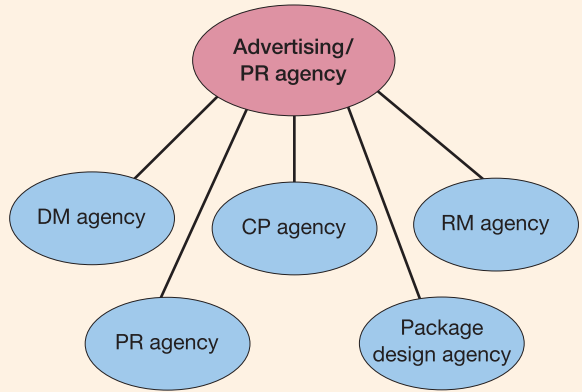 Advertising/
PR agency
DM agency
CP agency
RM agency
PR agency
Package
design agency